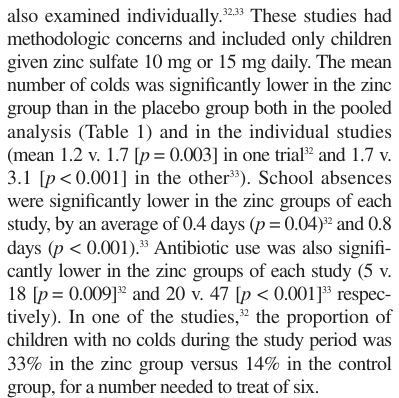 also examined individually.32,33 These studies had
methodologic concerns and included only children
given zinc sulfate 10 mg or 15 mg daily. The mean
number of colds was significantly lower in the zinc
group than in the placebo group both in the pooled
analysis (Table 1) and in the individual studies
(mean 1.2 v. 1.7 [p = 0.003] in one trial32 and 1.7 v.
3.1 [p < 0.001] in the other33). School absences
were significantly lower in the zinc groups of each
study, by an average of 0.4 days (p = 0.04)32 and 0.8
days (p < 0.001).33 Antibiotic use was also signifi-
cantly lower in the zinc groups of each study (5 v.
18 [p = 0.009]32 and 20 v. 47 [p < 0.001]33 respec-
tively). In one of the studies,32 the proportion of
children with no colds during the study period was
33% in the zinc group versus 14% in the control
group, for a number needed to treat of six.